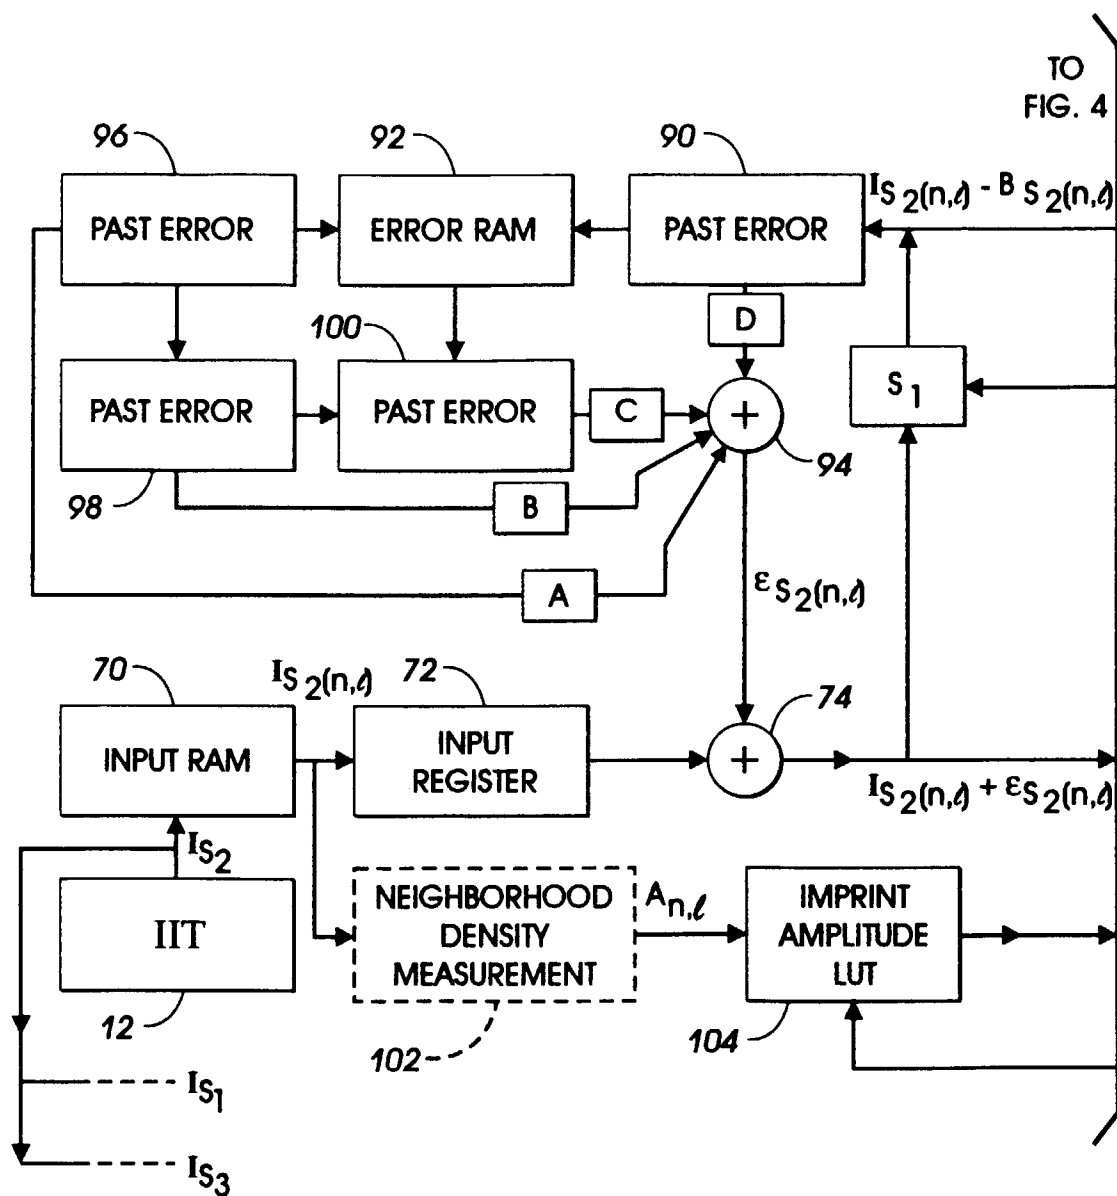 TO
FIG. 4
96
92
90
I S2(n,ℓ) - B S2(n,ℓ)
PAST ERROR
ERROR RAM
PAST ERROR
D
100
S1
PAST ERROR
PAST ERROR
C
+
94
98
B
A
εS2(n,ℓ)
70
IS2(n,ℓ)
72
74
INPUT RAM
INPUT
REGISTER
+
IS2(n,ℓ) + εS2(n,ℓ)
IS2
IIT
NEIGHBORHOOD
DENSITY
MEASUREMENT
An,ℓ
IMPRINT
AMPLITUDE
LUT
12
102
104
IS1
IS3